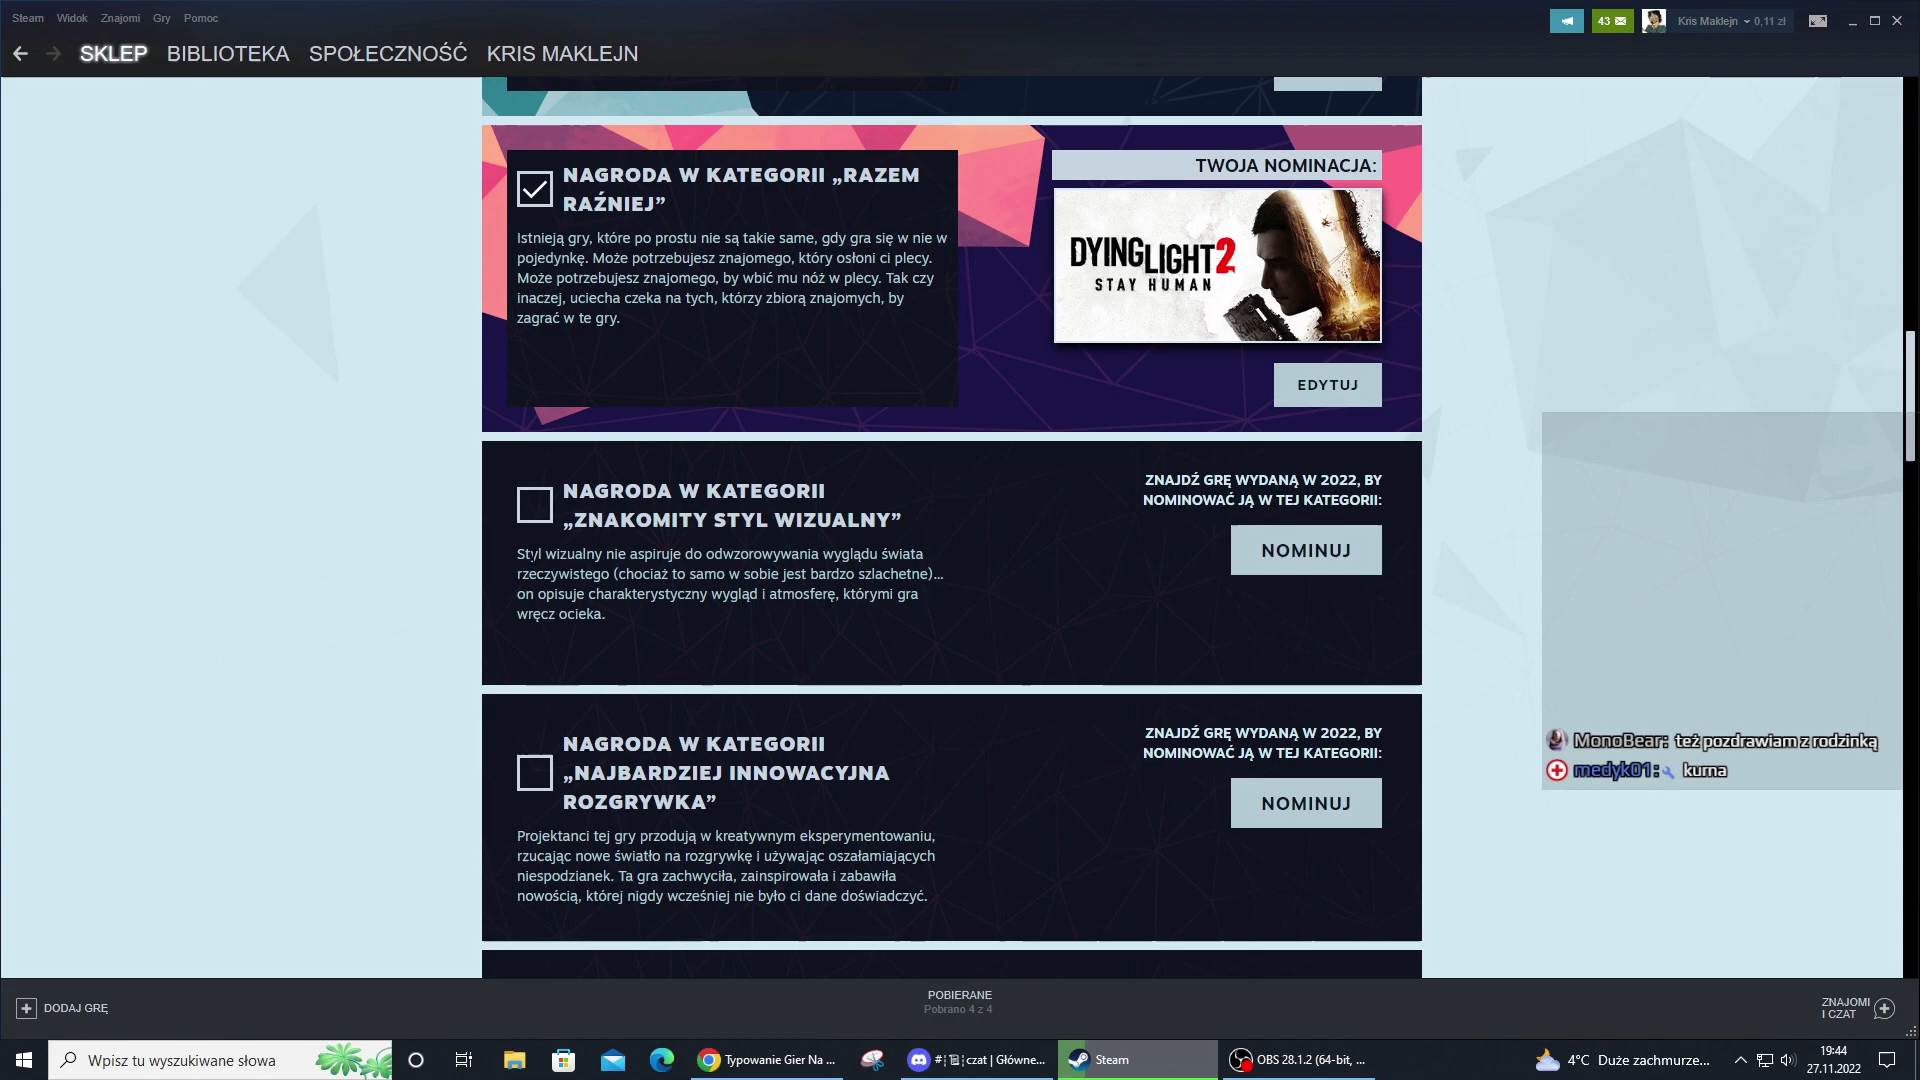 Steam Widok Znajomi Gry Pomoc
43
Kris Maklejn 0,11 zł
SKLEP BIBLIOTEKA SPOŁECZNOŚĆ KRIS MAKLEJN
NAGRODA W KATEGORII „RAZEM
RAŹNIEJ”
Istnieją gry, które po prostu nie są takie same, gdy gra się w nie w
pojedynkę. Może potrzebujesz znajomego, który osłoni ci plecy.
Może potrzebujesz znajomego, by wbić mu nóż w plecy. Tak czy
inaczej, uciecha czeka na tych, którzy zbiorą znajomych, by
zagrać w te gry.
TWOJA NOMINACJA:
DYING LIGHT 2
STAY HUMAN
EDYTUJ
NAGRODA W KATEGORII
„ZNAKOMITY STYL WIZUALNY”
Styl wizualny nie aspiruje do odwzorowywania wyglądu świata
rzeczywistego (chociaż to samo w sobie jest bardzo szlachetne)...
on opisuje charakterystyczny wygląd i atmosferę, którymi gra
wręcz ocieka.
ZNAJDŹ GRĘ WYDANĄ W 2022, BY
NOMINOWAĆ JĄ W TEJ KATEGORII:
NOMINUJ
NAGRODA W KATEGORII
„NAJBARDZIEJ INNOWACYJNA
ROZGRYWKA”
Projektanci tej gry przodują w kreatywnym eksperymentowaniu,
rzucając nowe światło na rozgrywkę i używając oszałamiających
niespodzianek. Ta gra zachwyciła, zainspirowała i zabawiła
nowością, której nigdy wcześniej nie było ci dane doświadczyć.
ZNAJDŹ GRĘ WYDANĄ W 2022, BY
NOMINOWAĆ JĄ W TEJ KATEGORII:
NOMINUJ
MonoBear: też pozdrawiam z rodzinką
medyk01: kurna
DODAJ GRĘ
POBIERANE
Pobrano 4 z 4
ZNAJOMI
I CZAT
Wpisz tu wyszukiwane słowa
Typowanie Gier Na ...
czat | Główne...
Steam
OBS 28.1.2 (64-bit, ...
4°C Duże zachmurze...
19:44
27.11.2022